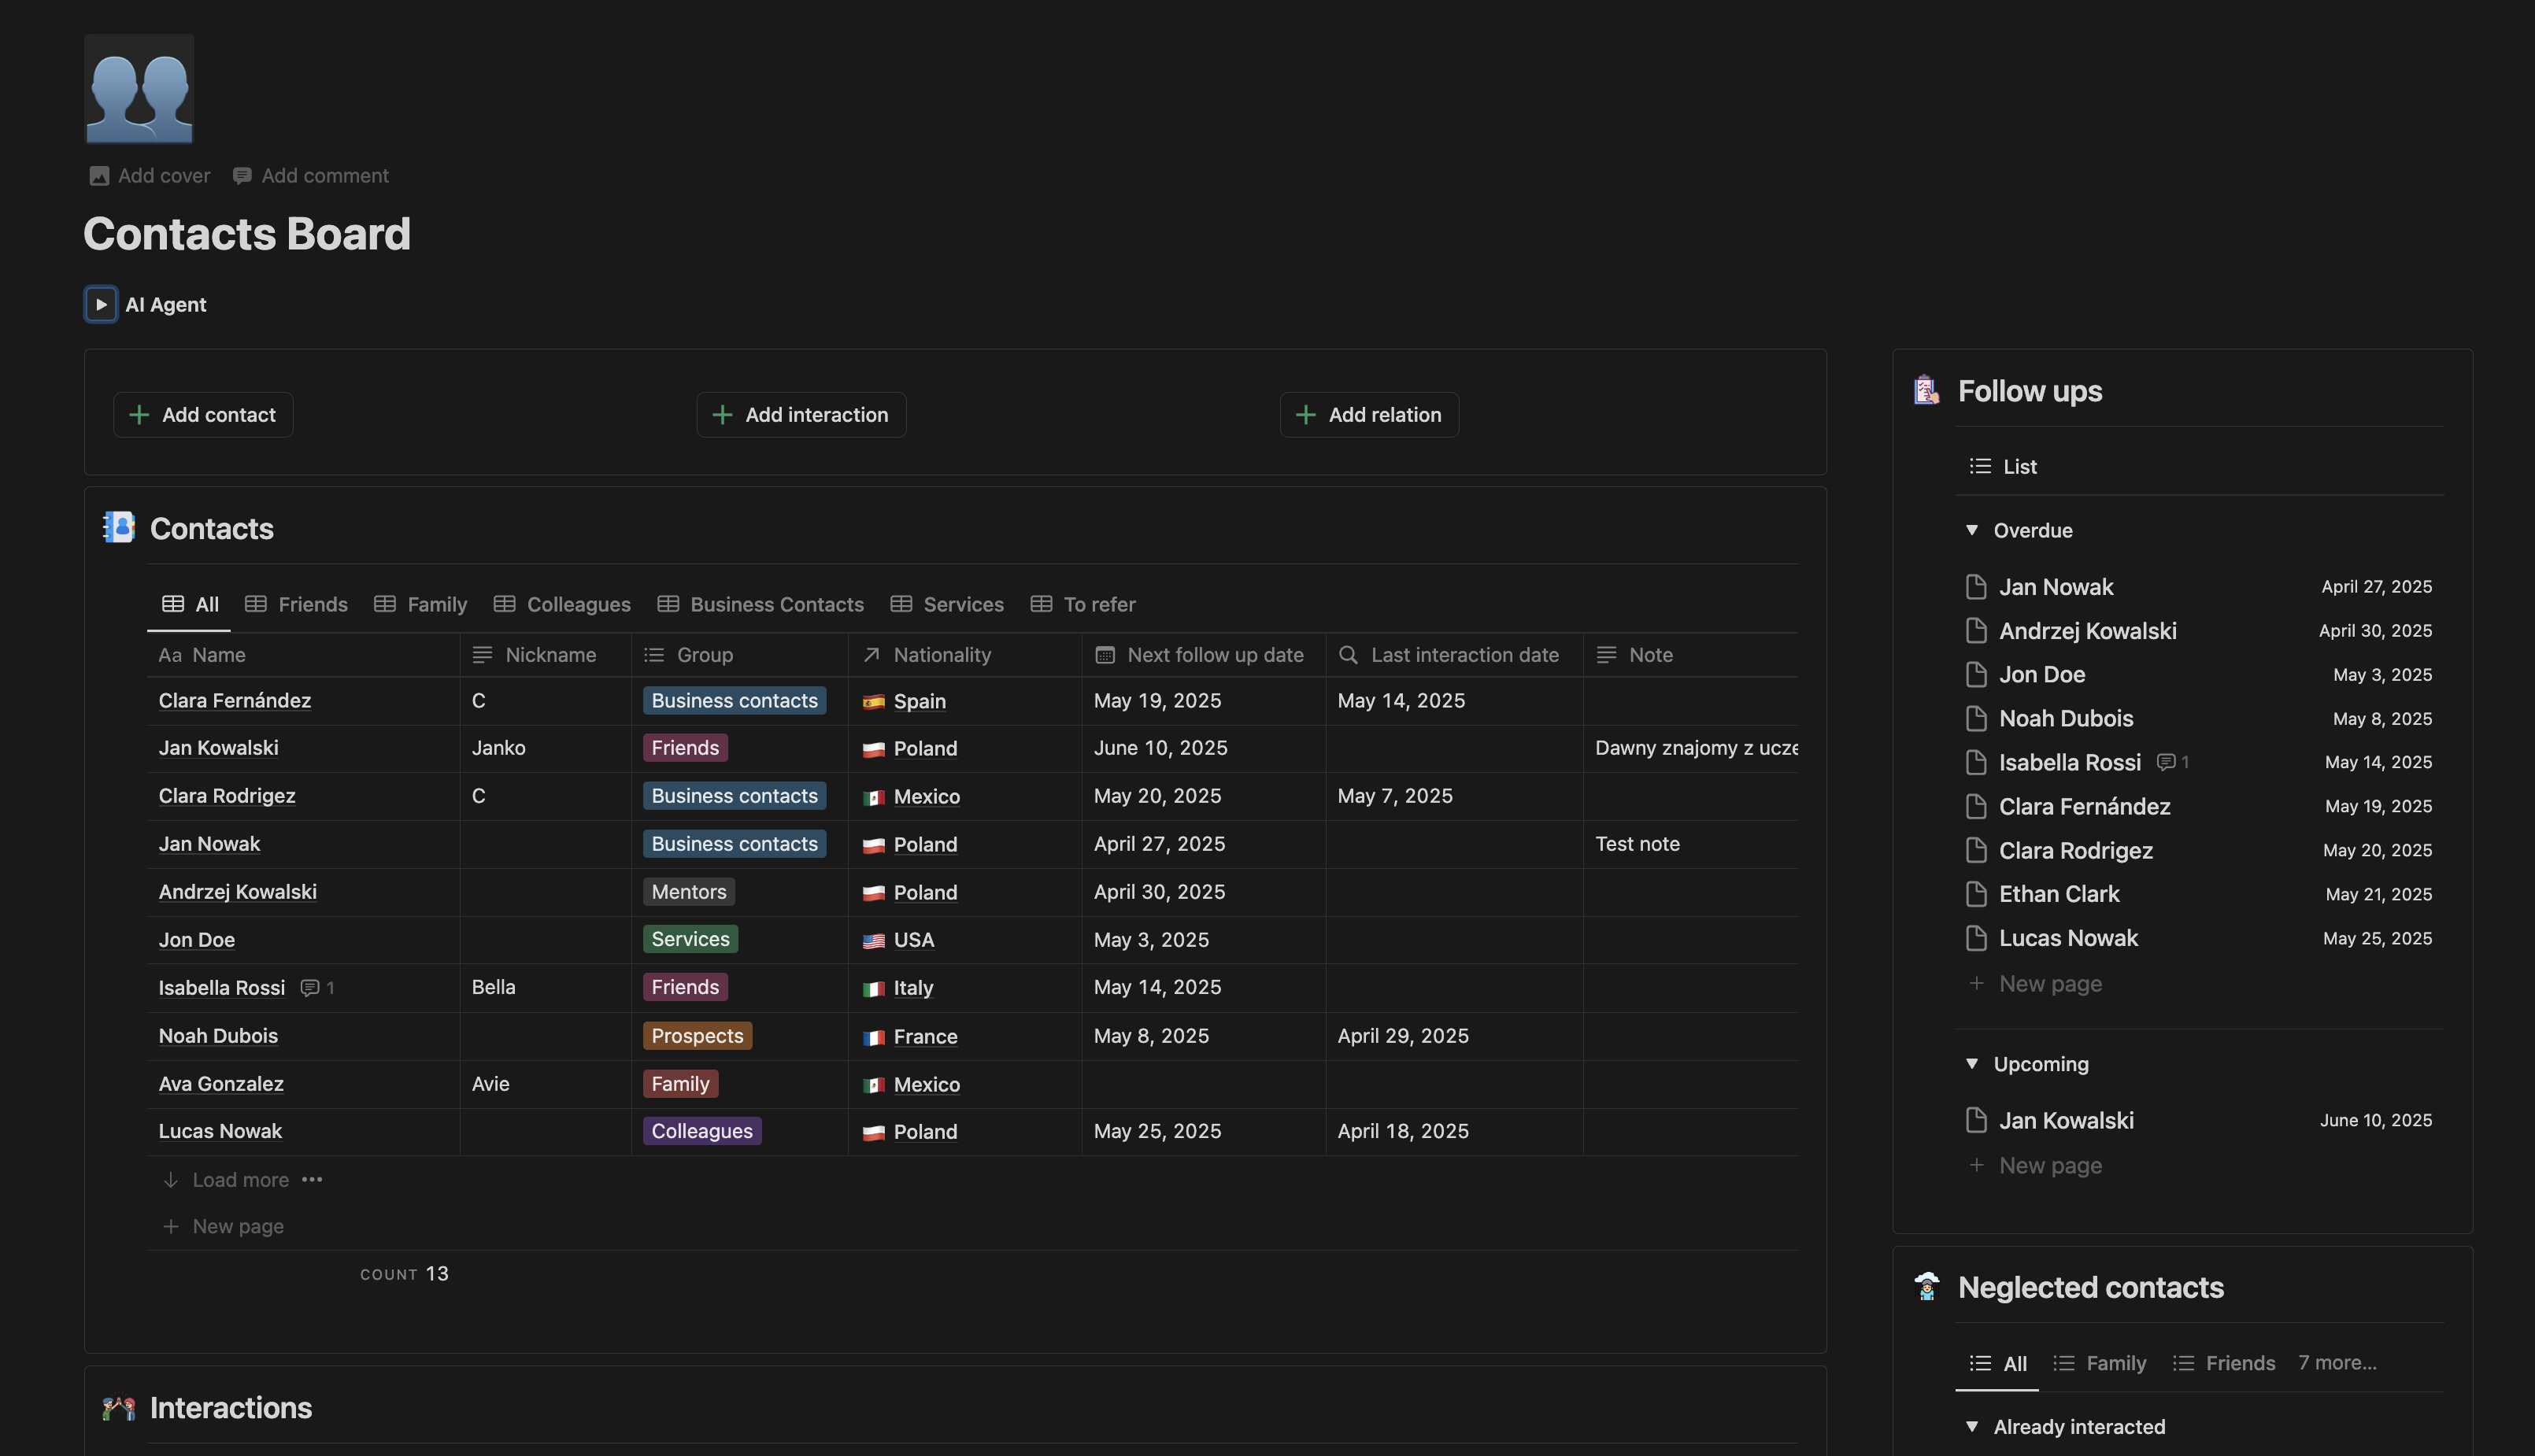 Add cover Add comment
Contacts Board
AI Agent
Add contact Add interaction Add relation
Contacts
All Friends Family Colleagues Business Contacts Services To refer
Aa Name Nickname Group Nationality Next follow up date Last interaction date Note
Clara Fernández C Business contacts Spain May 19, 2025 May 14, 2025
Jan Kowalski Janko Friends Poland June 10, 2025 Dawny znajomy z ucze
Clara Rodrigez C Business contacts Mexico May 20, 2025 May 7, 2025
Jan Nowak Business contacts Poland April 27, 2025 Test note
Andrzej Kowalski Mentors Poland April 30, 2025
Jon Doe Services USA May 3, 2025
Isabella Rossi 1 Bella Friends Italy May 14, 2025
Noah Dubois Prospects France May 8, 2025 April 29, 2025
Ava Gonzalez Avie Family Mexico
Lucas Nowak Colleagues Poland May 25, 2025 April 18, 2025
Load more •••
New page
COUNT 13
Interactions
Follow ups
List
Overdue
Jan Nowak April 27, 2025
Andrzej Kowalski April 30, 2025
Jon Doe May 3, 2025
Noah Dubois May 8, 2025
Isabella Rossi 1 May 14, 2025
Clara Fernández May 19, 2025
Clara Rodrigez May 20, 2025
Ethan Clark May 21, 2025
Lucas Nowak May 25, 2025
New page
Upcoming
Jan Kowalski June 10, 2025
New page
Neglected contacts
All Family Friends 7 more...
Already interacted